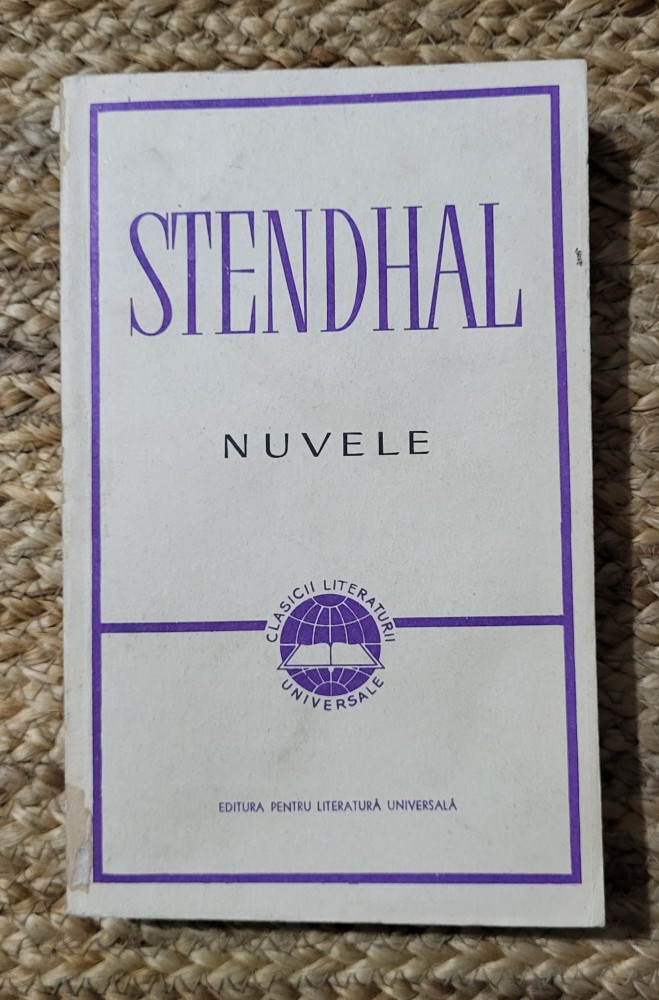 STENDHAL
NUVELE
CLASICII LITERATURII
UNIVERSALE
EDITURA PENTRU LITERATURĂ UNIVERSALĂ